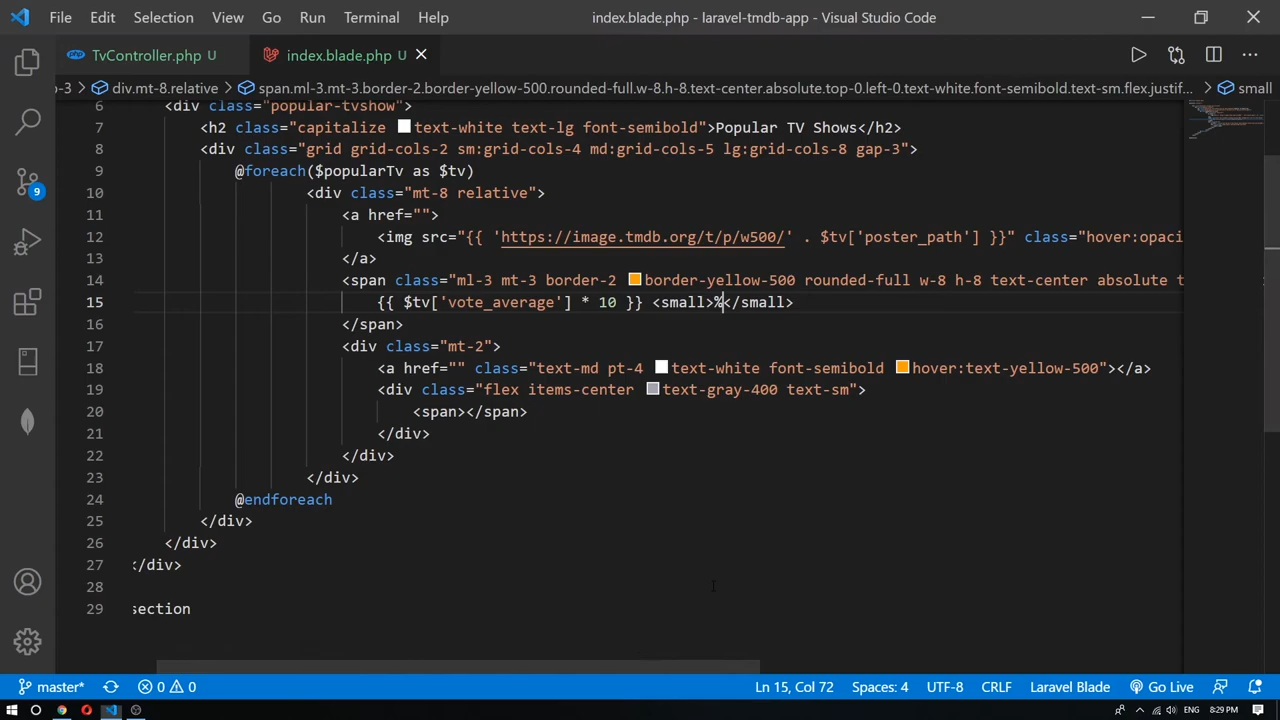 File Edit Selection View Go Run Terminal Help index.blade.php - laravel-tmdb-app - Visual Studio Code
php TvController.php U index.blade.php U
o-3 > div.mt-8.relative > span.ml-3.mt-3.border-2.border-yellow-500.rounded-full.w-8.h-8.text-center.absolute.top-0.left-0.text-white.font-semibold.text-sm.flex.justif... > small
6 <div class="popular-tvshow">
7 <h2 class="capitalize text-white text-lg font-semibold">Popular TV Shows</h2>
8 <div class="grid grid-cols-2 sm:grid-cols-4 md:grid-cols-5 lg:grid-cols-8 gap-3">
9 @foreach($popularTv as $tv)
10 <div class="mt-8 relative">
11 <a href="">
12 <img src="{{ 'https://image.tmdb.org/t/p/w500/' . $tv['poster_path'] }}" class="hover:opaci
13 </a>
14 <span class="ml-3 mt-3 border-2 border-yellow-500 rounded-full w-8 h-8 text-center absolute t
15 {{ $tv['vote_average'] * 10 }} <small>%</small>
16 </span>
17 <div class="mt-2">
18 <a href="" class="text-md pt-4 text-white font-semibold hover:text-yellow-500"></a>
19 <div class="flex items-center text-gray-400 text-sm">
20 <span></span>
21 </div>
22 </div>
23 </div>
24 @endforeach
25 </div>
26 </div>
27 </div>
28
29 section
9
master* 0 0 Ln 15, Col 72 Spaces: 4 UTF-8 CRLF Laravel Blade Go Live
ENG 8:29 PM